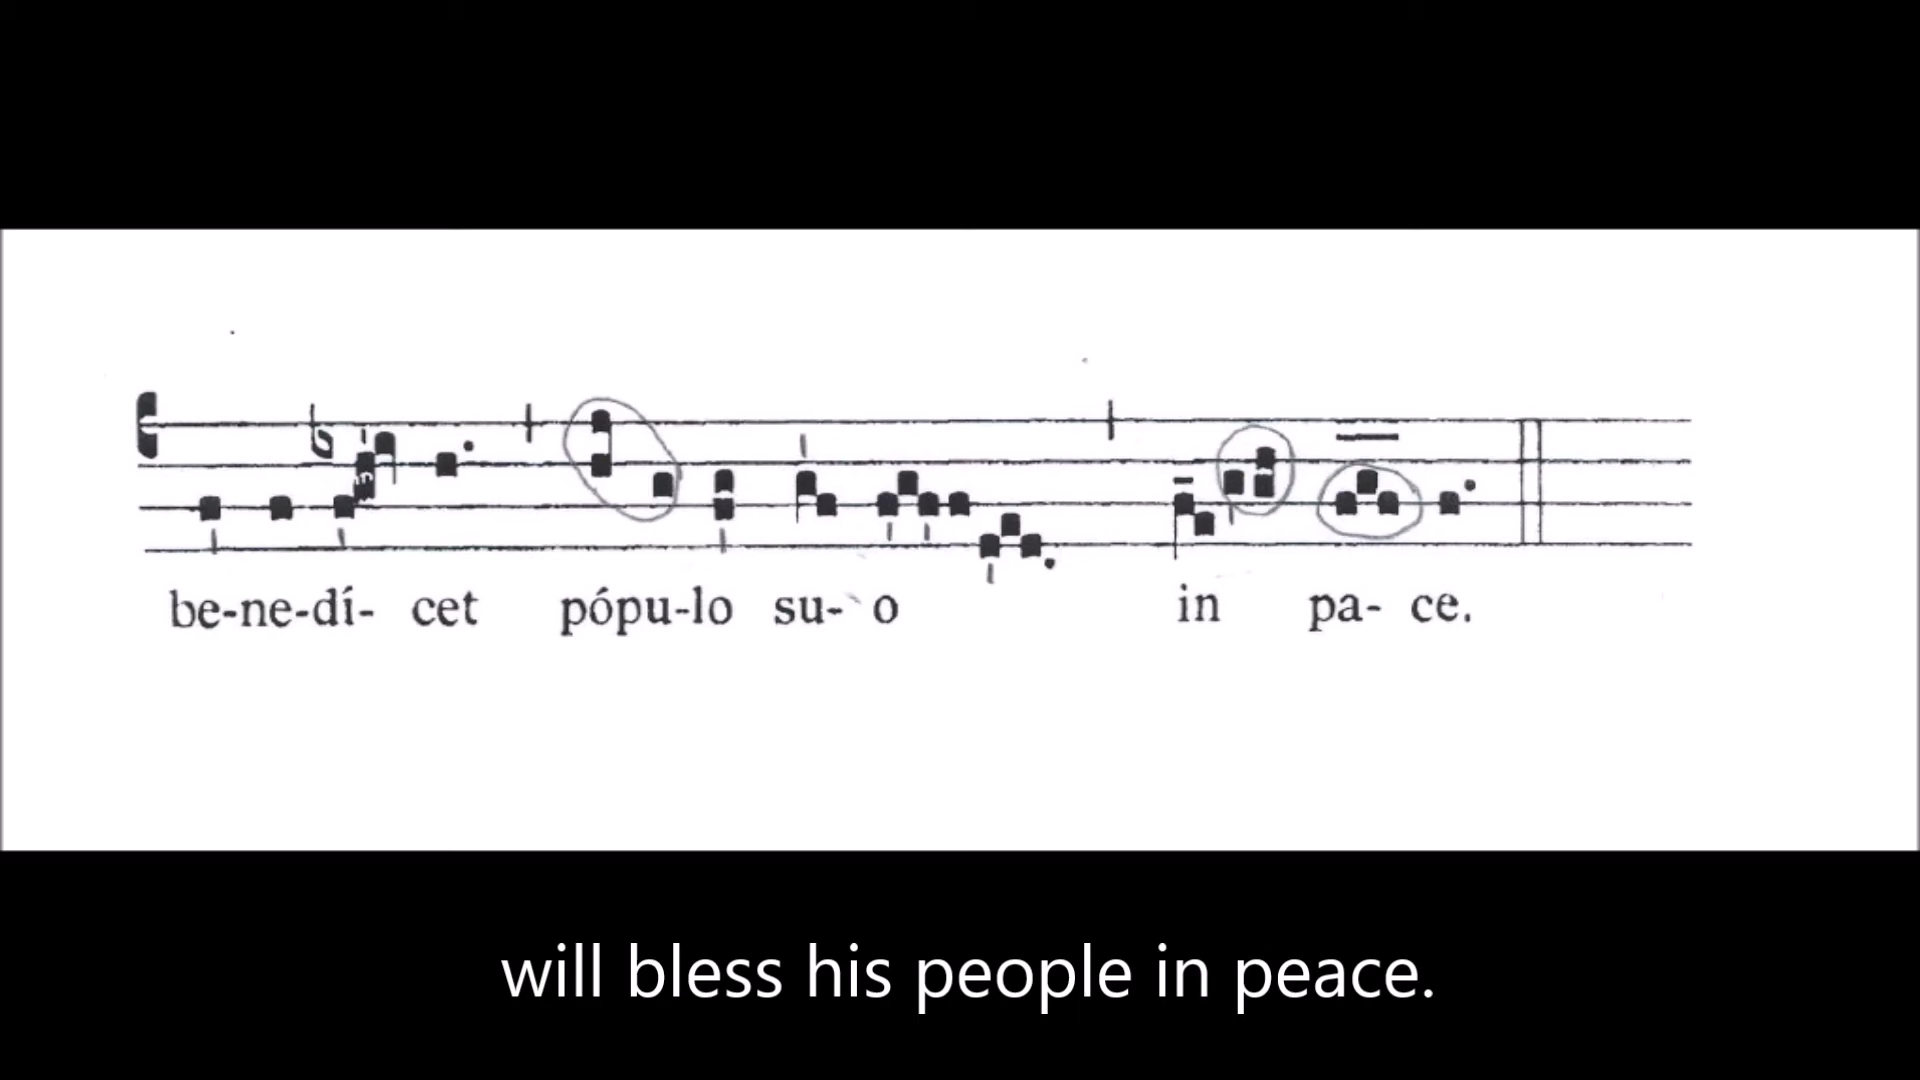 be-ne-dí- cet pópu-lo su- o in pa- ce.
will bless his people in peace.